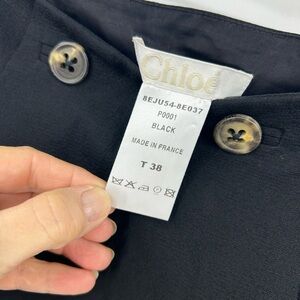 Chloé
8EJU54-8E037
P0001
BLACK
MADE IN FRANCE
T 38